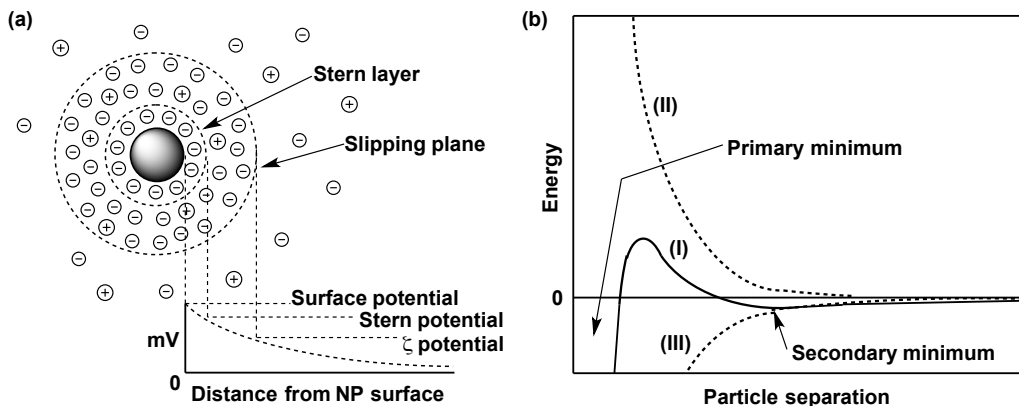 (a)
Stern layer
Slipping plane
Surface potential
Stern potential
ζ potential
mV
0
Distance from NP surface
(b)
(II)
Primary minimum
(I)
(III)
Secondary minimum
Energy
0
Particle separation